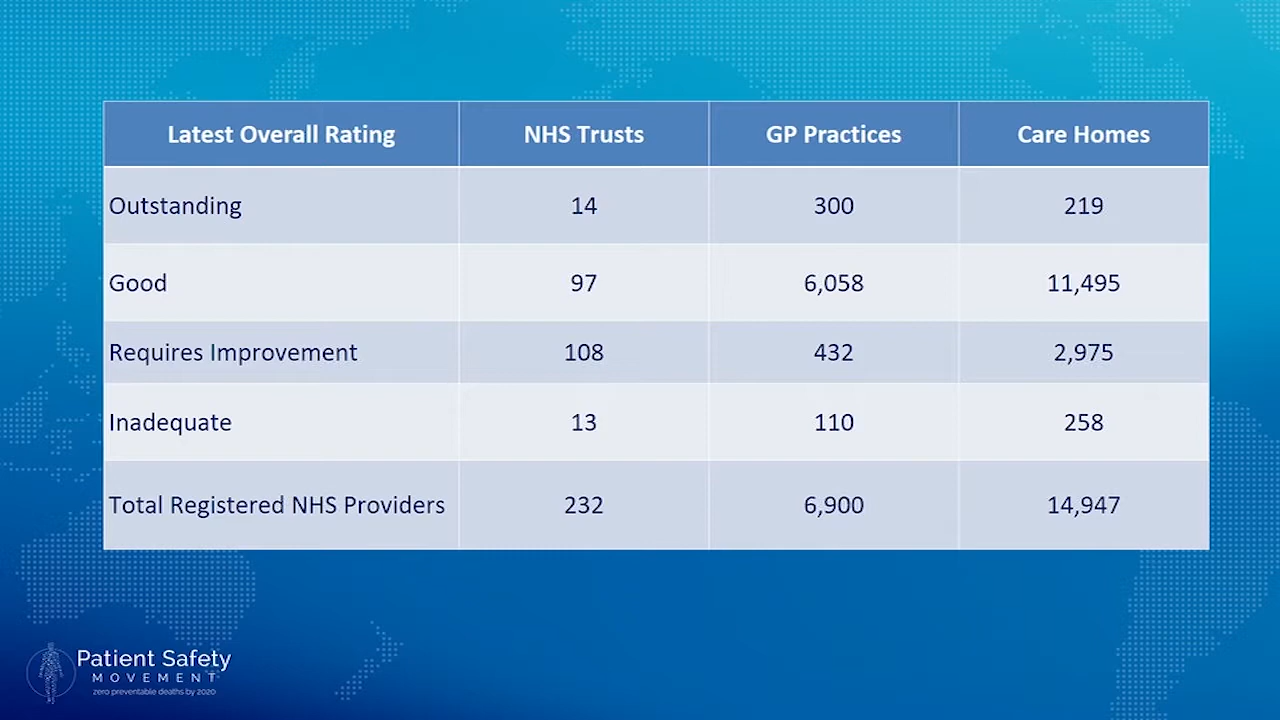 Latest Overall Rating NHS Trusts GP Practices Care Homes
Outstanding 14 300 219
Good 97 6,058 11,495
Requires Improvement 108 432 2,975
Inadequate 13 110 258
Total Registered NHS Providers 232 6,900 14,947
Patient Safety
MOVEMENT
zero preventable deaths by 2020